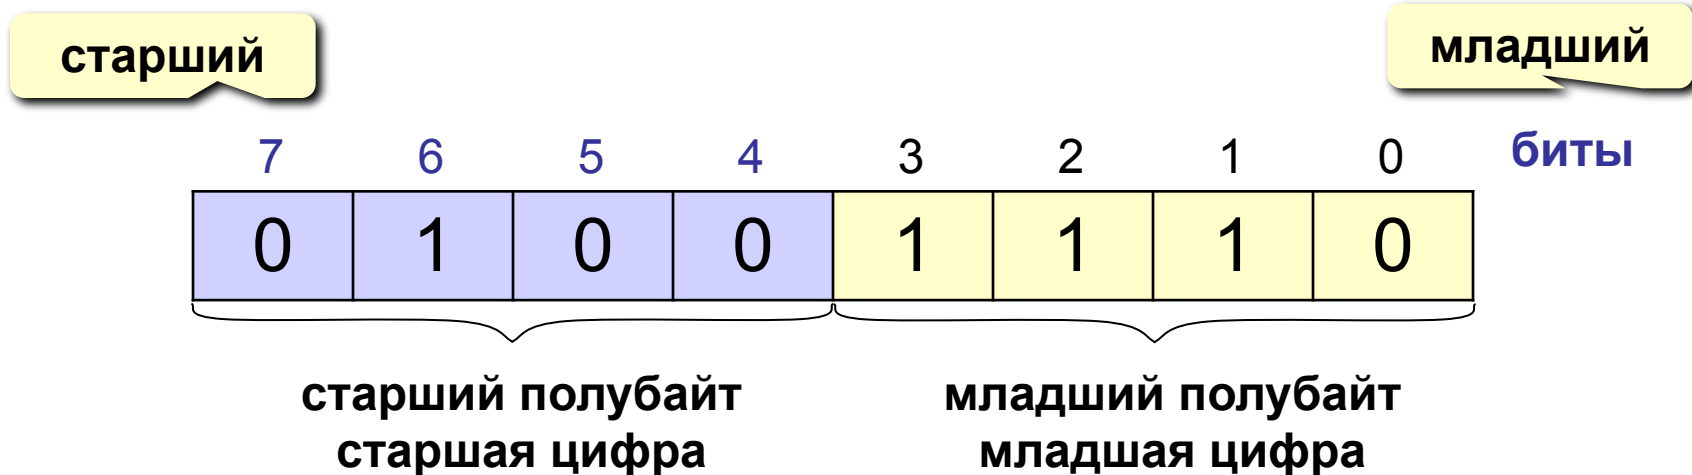 старший
младший
7 6 5 4 3 2 1 0 биты
0 1 0 0 1 1 1 0
старший полубайт
старшая цифра
младший полубайт
младшая цифра